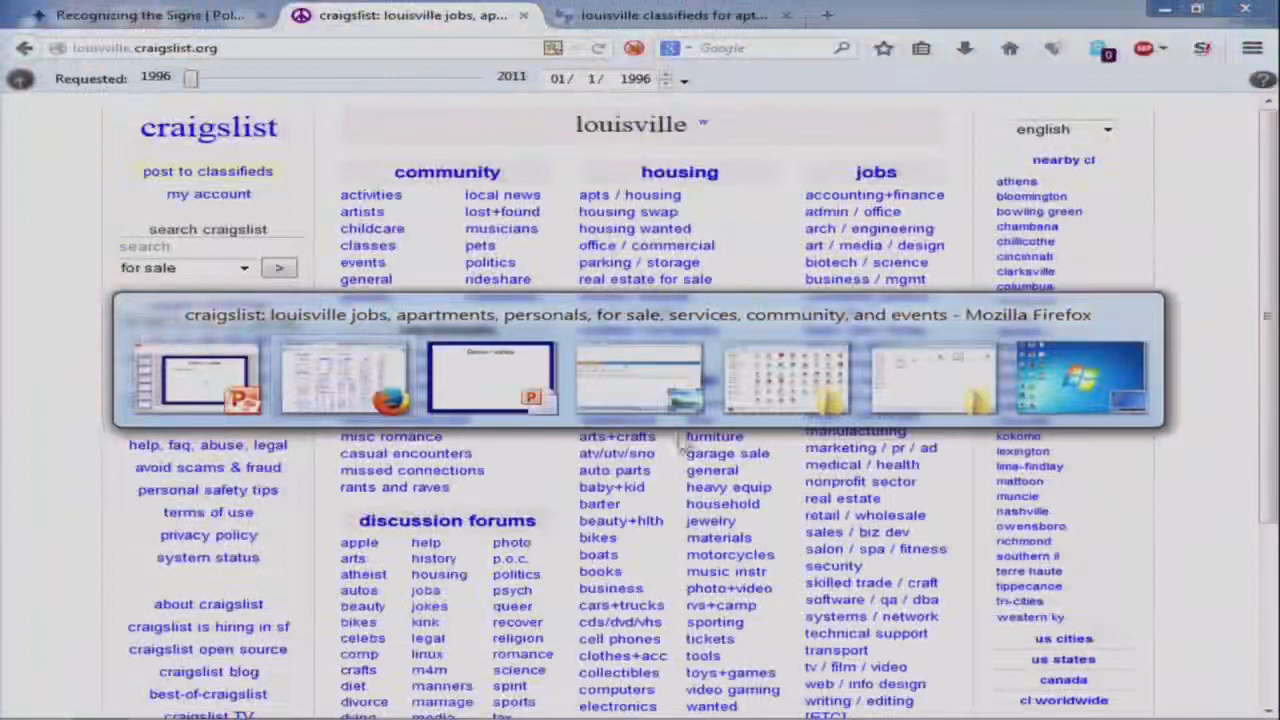 Recognizing the Signs | Pol...
craigslist: louisville jobs, ap...
louisville classifieds for apt...
louisville.craigslist.org
Google
0
Requested: 1996 2011 01/ 1/ 1996
craigslist
post to classifieds
my account
search craigslist
search
for sale >
louisville w
community
activities local news
artists lost+found
childcare musicians
classes pets
events politics
general rideshare
housing
apts / housing
housing swap
housing wanted
office / commercial
parking / storage
real estate for sale
jobs
accounting+finance
admin / office
arch / engineering
art / media / design
biotech / science
business / mgmt
english
nearby cl
athens
bloomington
bowling green
chambana
chillicothe
cincinnati
clarksville
columbus
craigslist: louisville jobs, apartments, personals, for sale, services, community, and events - Mozilla Firefox
help, faq, abuse, legal
avoid scams & fraud
personal safety tips
terms of use
privacy policy
system status
about craigslist
craigslist is hiring in sf
craigslist open source
craigslist blog
best-of-craigslist
craigslist TV
misc romance
casual encounters
missed connections
rants and raves
discussion forums
apple help photo
arts history p.o.c.
atheist housing politics
autos jobs psych
beauty jokes queer
bikes kink recover
celebs legal religion
comp linux romance
crafts m4m science
diet manners spirit
divorce marriage sports
dying media tax
arts+crafts furniture
atv/utv/sno garage sale
auto parts general
baby+kid heavy equip
barter household
beauty+hlth jewelry
bikes materials
boats motorcycles
books music instr
business photo+video
cars+trucks rvs+camp
cds/dvd/vhs sporting
cell phones tickets
clothes+acc tools
collectibles toys+games
computers video gaming
electronics wanted
manufacturing
marketing / pr / ad
medical / health
nonprofit sector
real estate
retail / wholesale
sales / biz dev
salon / spa / fitness
security
skilled trade / craft
software / qa / dba
systems / network
technical support
transport
tv / film / video
web / info design
writing / editing
[ETC]
kokomo
lexington
lima-findlay
mattoon
muncie
nashville
owensboro
richmond
southern il
terre haute
tippecanoe
tri-cities
western ky
us cities
us states
canada
cl worldwide